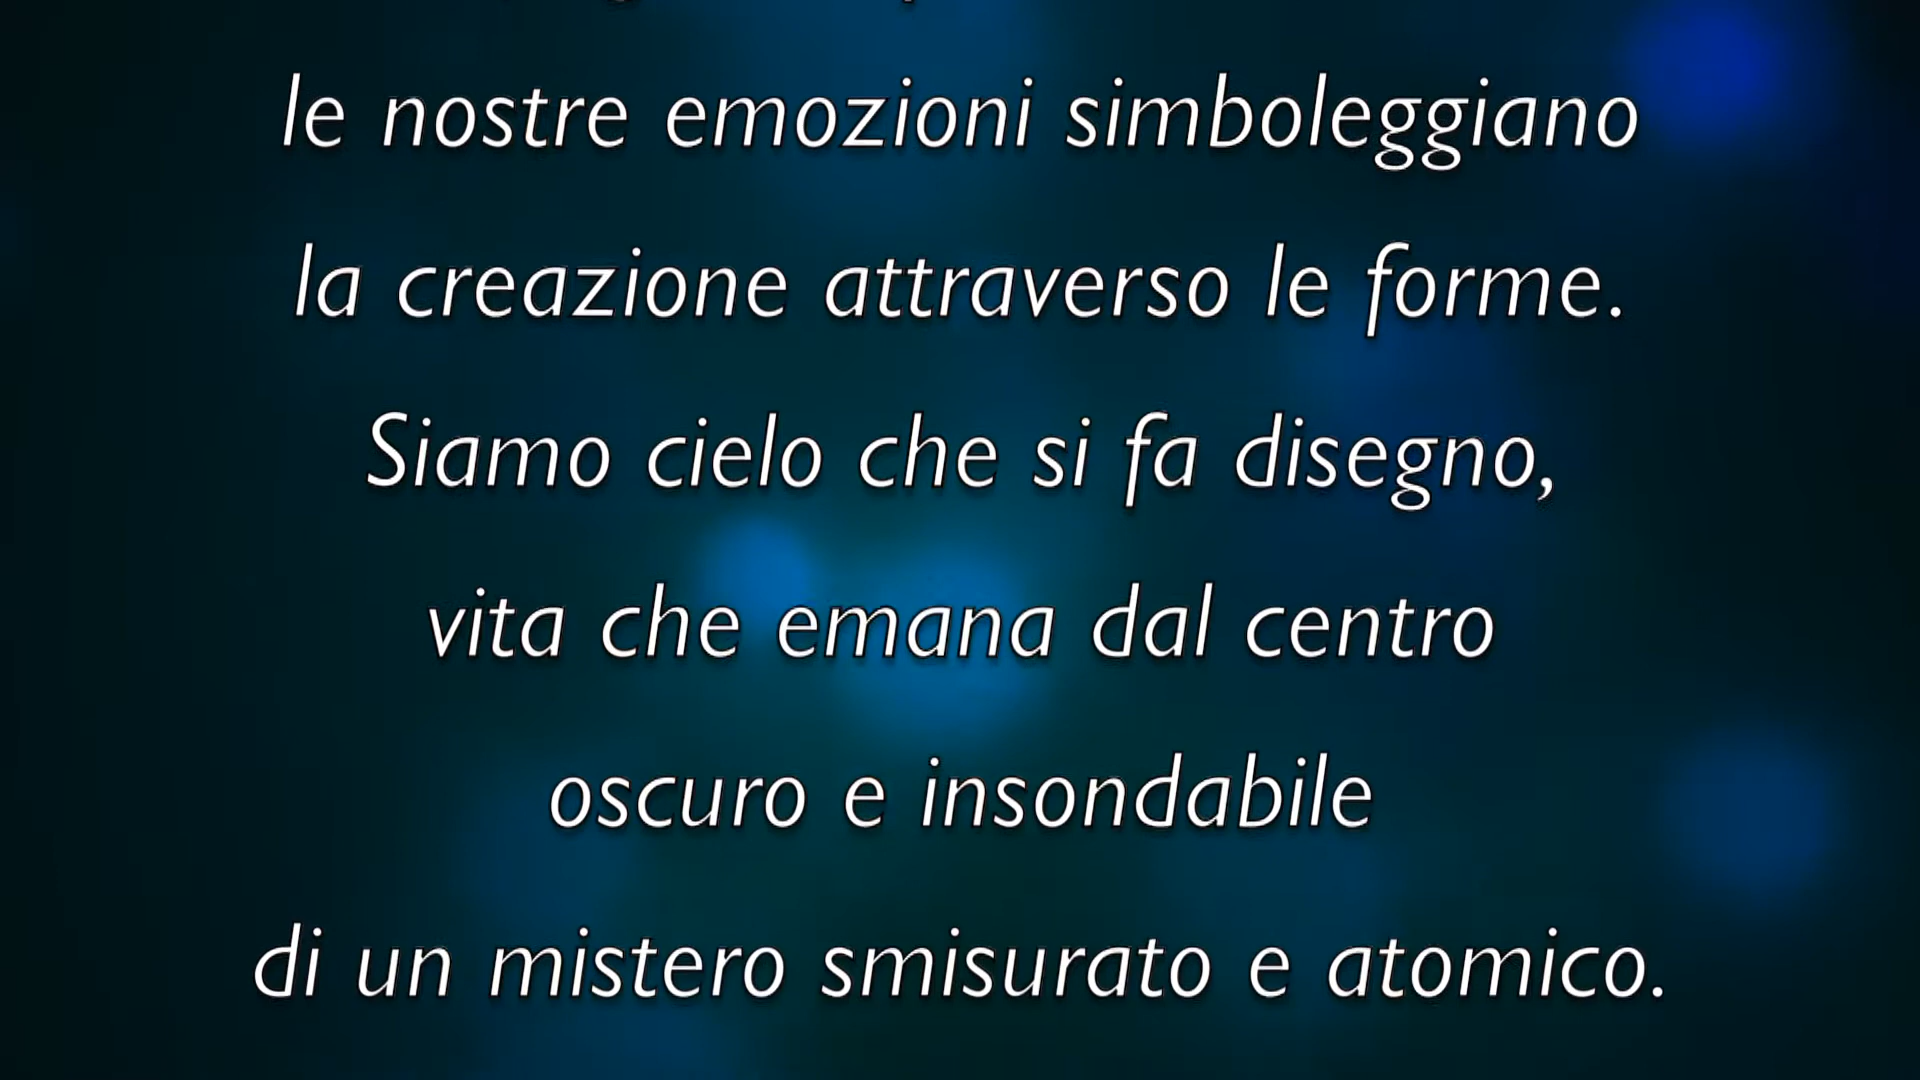 le nostre emozioni simboleggiano
la creazione attraverso le forme.
Siamo cielo che si fa disegno,
vita che emana dal centro
oscuro e insondabile
di un mistero smisurato e atomico.